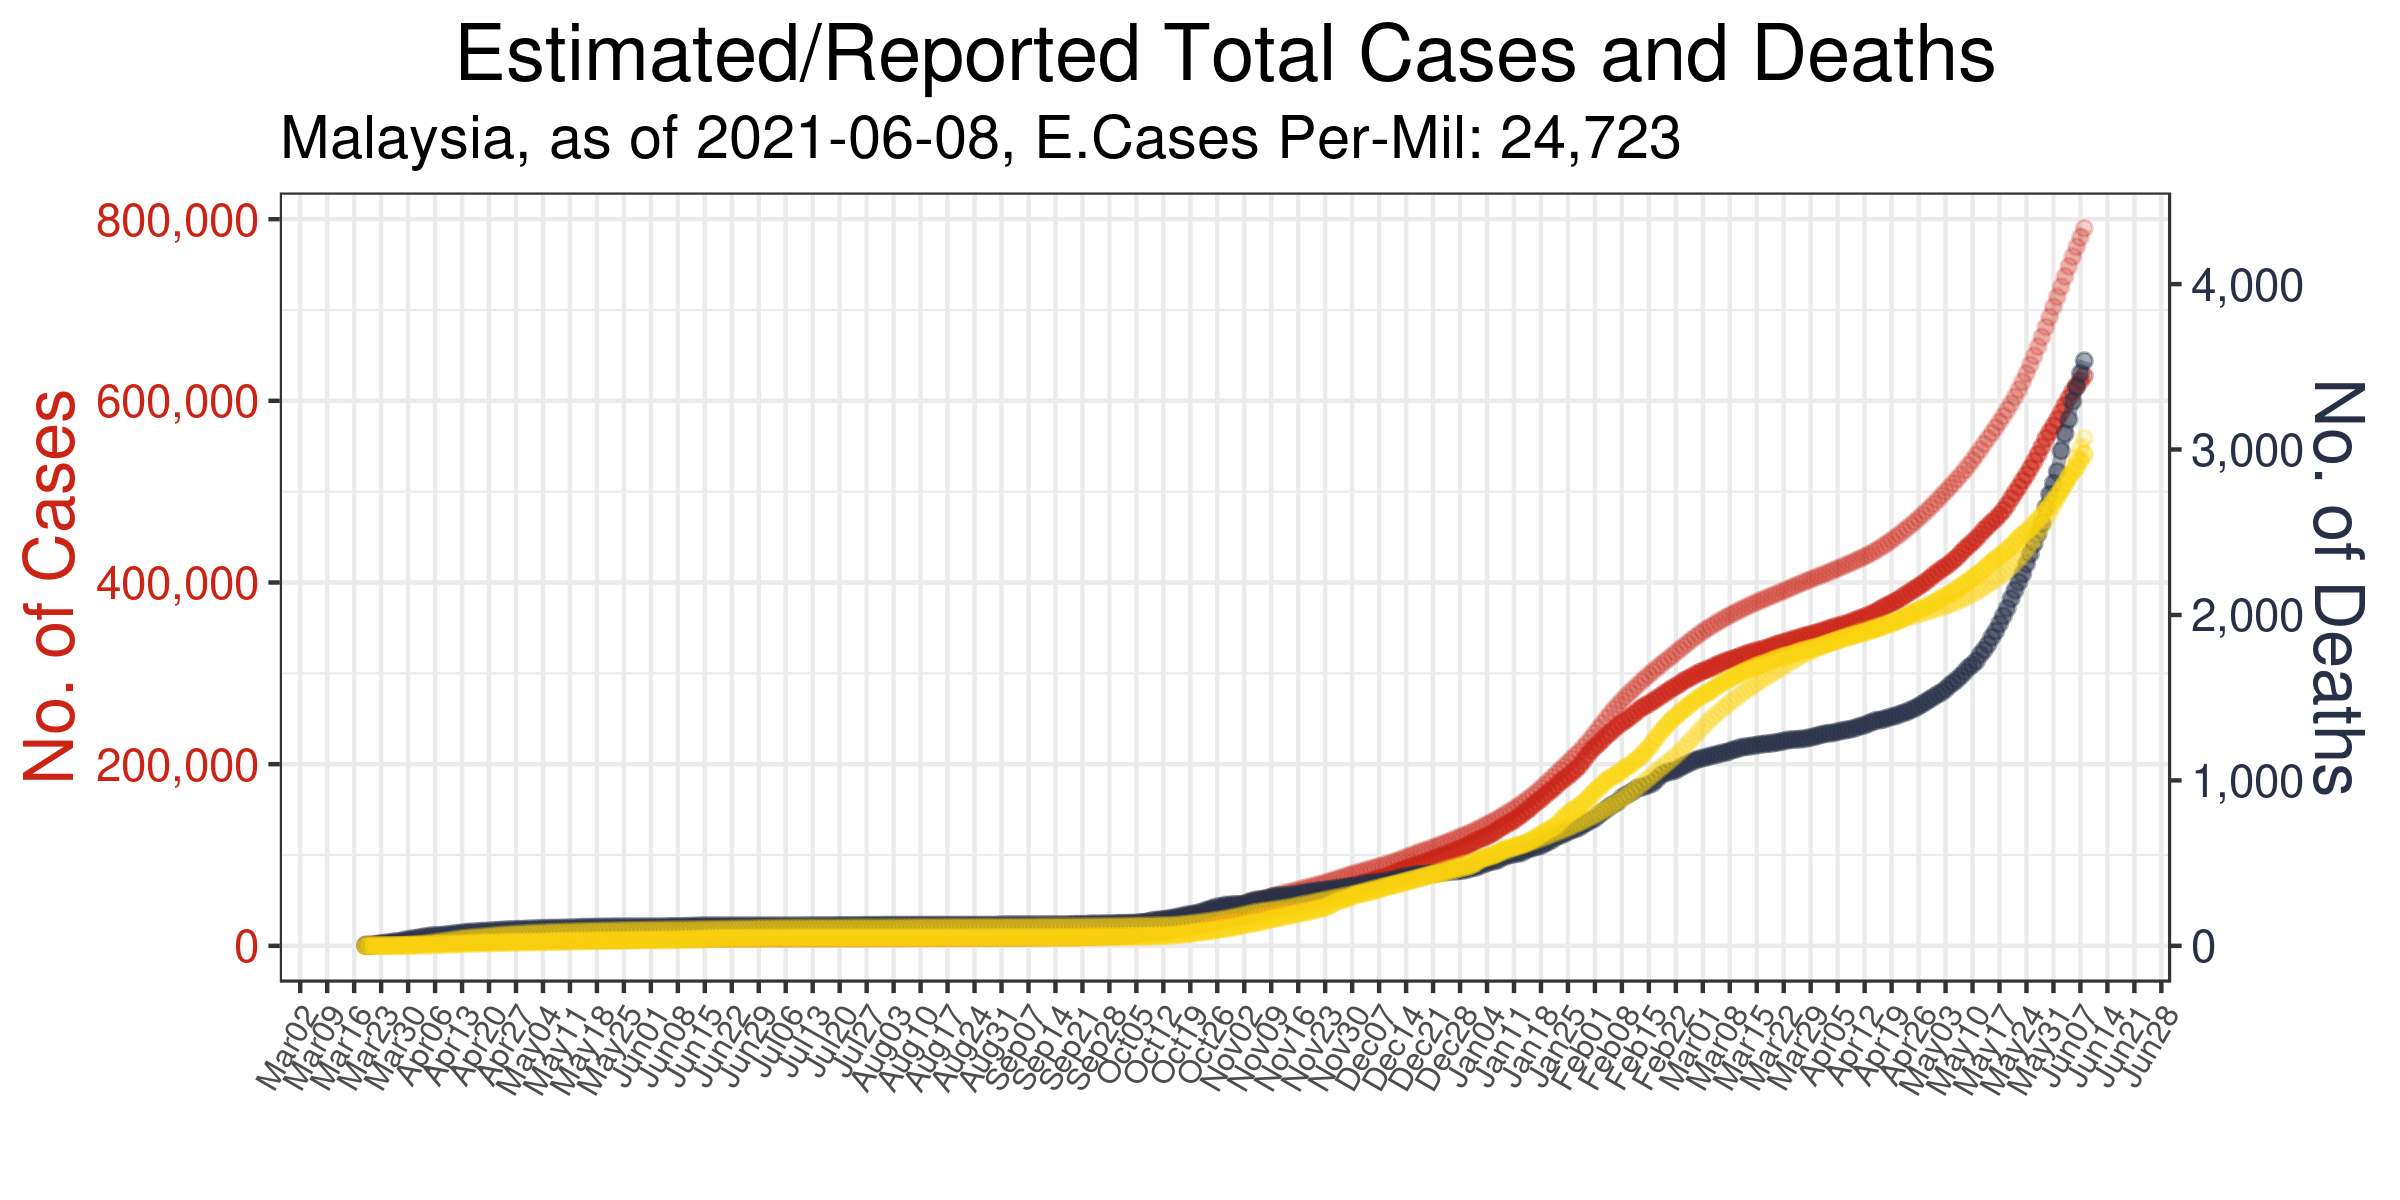 Estimated/Reported Total Cases and Deaths
Malaysia, as of 2021-06-08, E.Cases Per-Mil: 24,723
No. of Cases
800,000
600,000
400,000
200,000
0
4,000
3,000
2,000
1,000
0
No. of Deaths
Mar02
Mar09
Mar16
Mar23
Mar30
Apr06
Apr13
Apr20
Apr27
May04
May11
May18
May25
Jun01
Jun08
Jun15
Jun22
Jun29
Jul06
Jul13
Jul20
Jul27
Aug03
Aug10
Aug17
Aug24
Aug31
Sep07
Sep14
Sep21
Sep28
Oct05
Oct12
Oct19
Oct26
Nov02
Nov09
Nov16
Nov23
Nov30
Dec07
Dec14
Dec21
Dec28
Jan04
Jan11
Jan18
Jan25
Feb01
Feb08
Feb15
Feb22
Mar01
Mar08
Mar15
Mar22
Mar29
Apr05
Apr12
Apr19
Apr26
May03
May10
May17
May24
May31
Jun07
Jun14
Jun21
Jun28